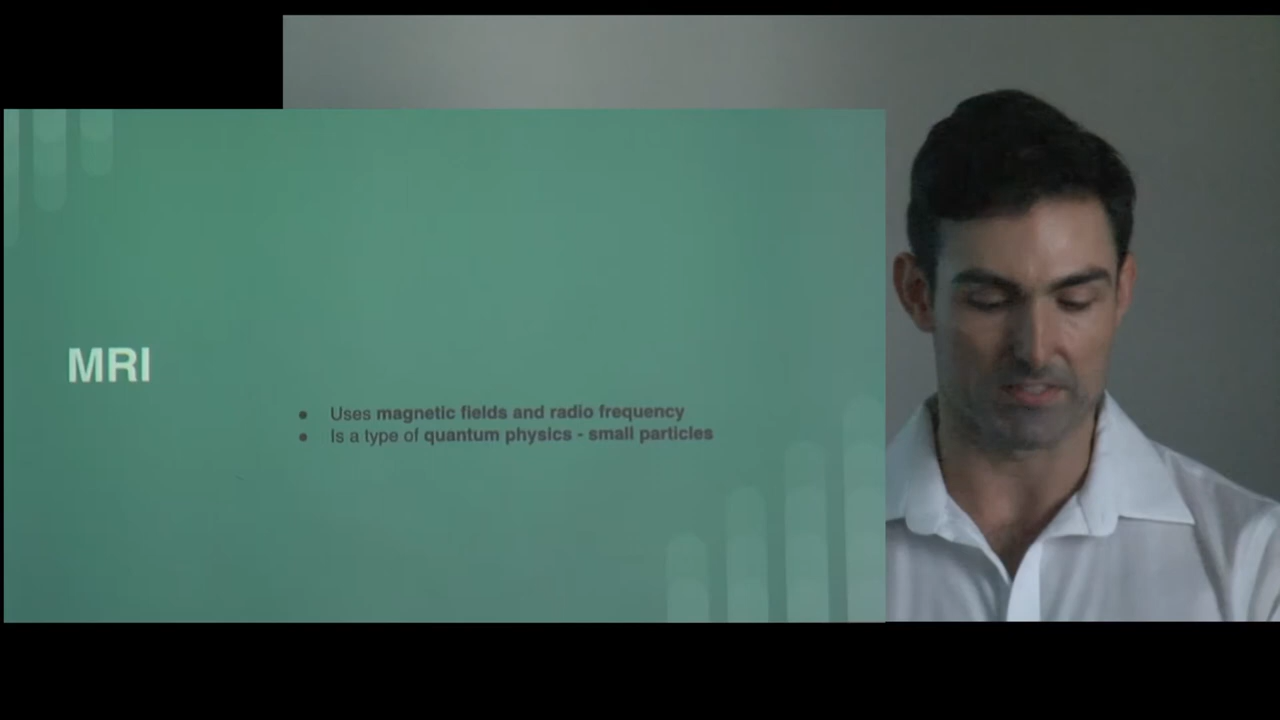 MRI
● Uses magnetic fields and radio frequency
● Is a type of quantum physics - small particles